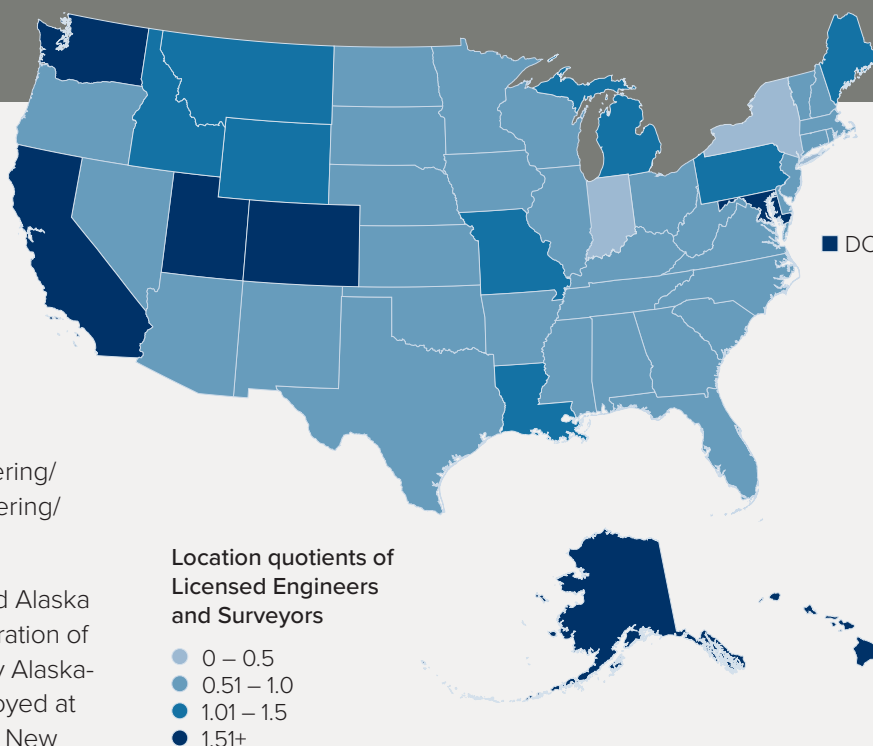 DC
ering/
ering/
d Alaska
ration of
y Alaska-
oyed at
New
Location quotients of
Licensed Engineers
and Surveyors
0 – 0.5
0.51 – 1.0
1.01 – 1.5
1.51+